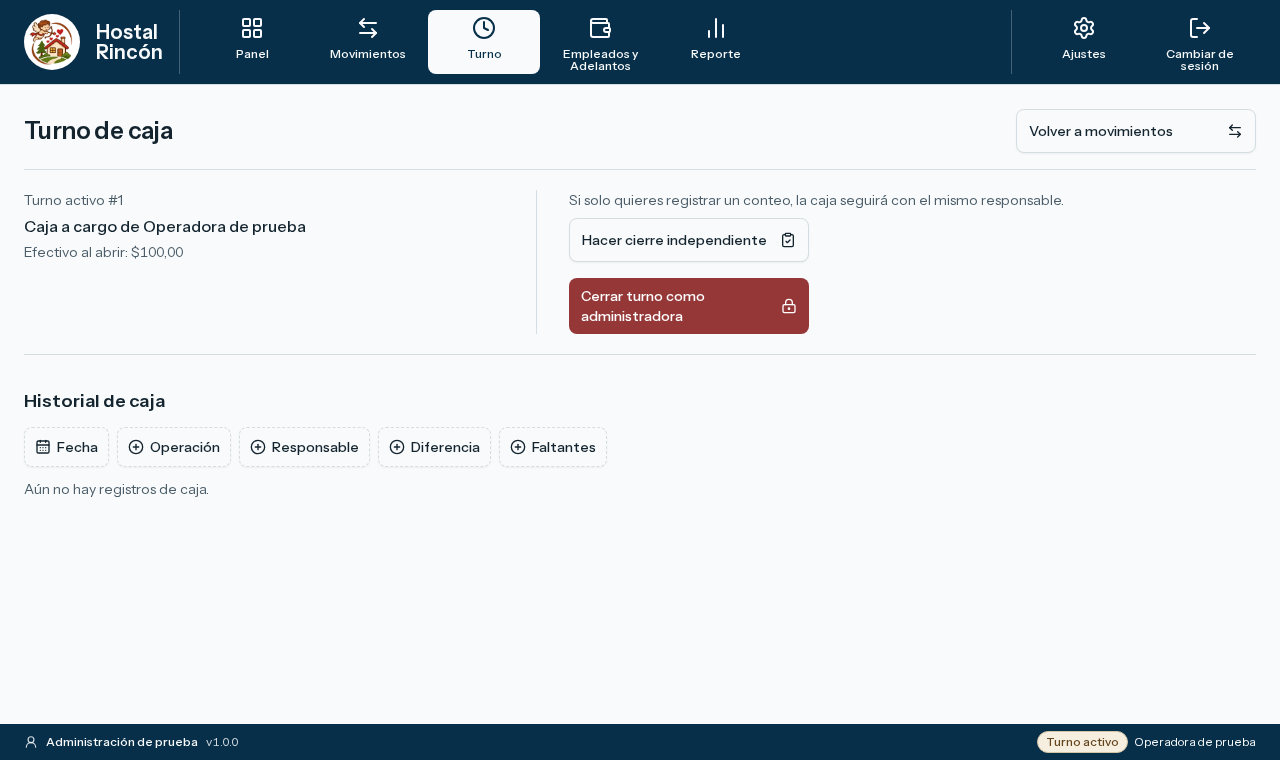 Hostal
Rincón
Panel
Movimientos
Turno
Empleados y
Adelantos
Reporte
Ajustes
Cambiar de
sesión
Turno de caja
Volver a movimientos
Turno activo #1
Caja a cargo de Operadora de prueba
Efectivo al abrir: $100,00
Si solo quieres registrar un conteo, la caja seguirá con el mismo responsable.
Hacer cierre independiente
Cerrar turno como
administradora
Historial de caja
Fecha
Operación
Responsable
Diferencia
Faltantes
Aún no hay registros de caja.
Administración de prueba v1.0.0
Turno activo Operadora de prueba